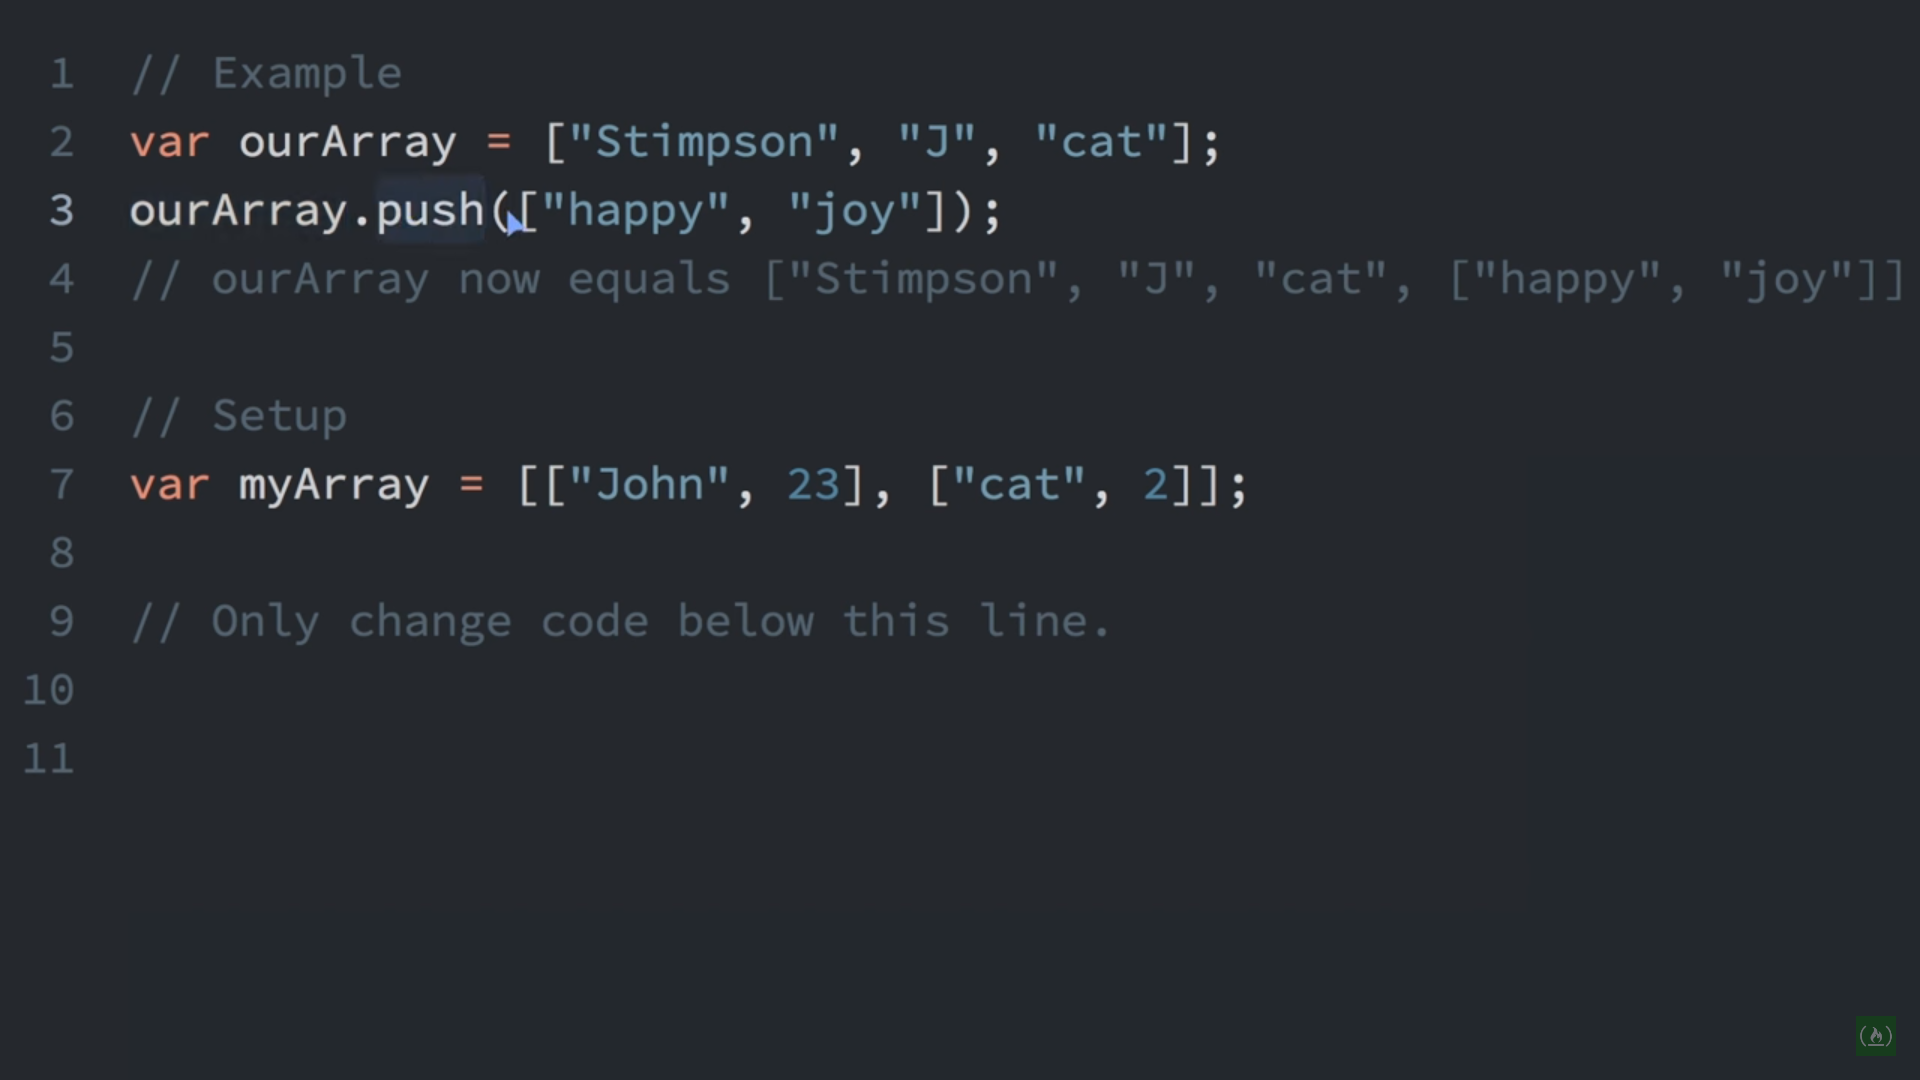 1 // Example
2 var ourArray = ["Stimpson", "J", "cat"];
3 ourArray.push(["happy", "joy"]);
4 // ourArray now equals ["Stimpson", "J", "cat", ["happy", "joy"]]
5
6 // Setup
7 var myArray = [["John", 23], ["cat", 2]];
8
9 // Only change code below this line.
10
11